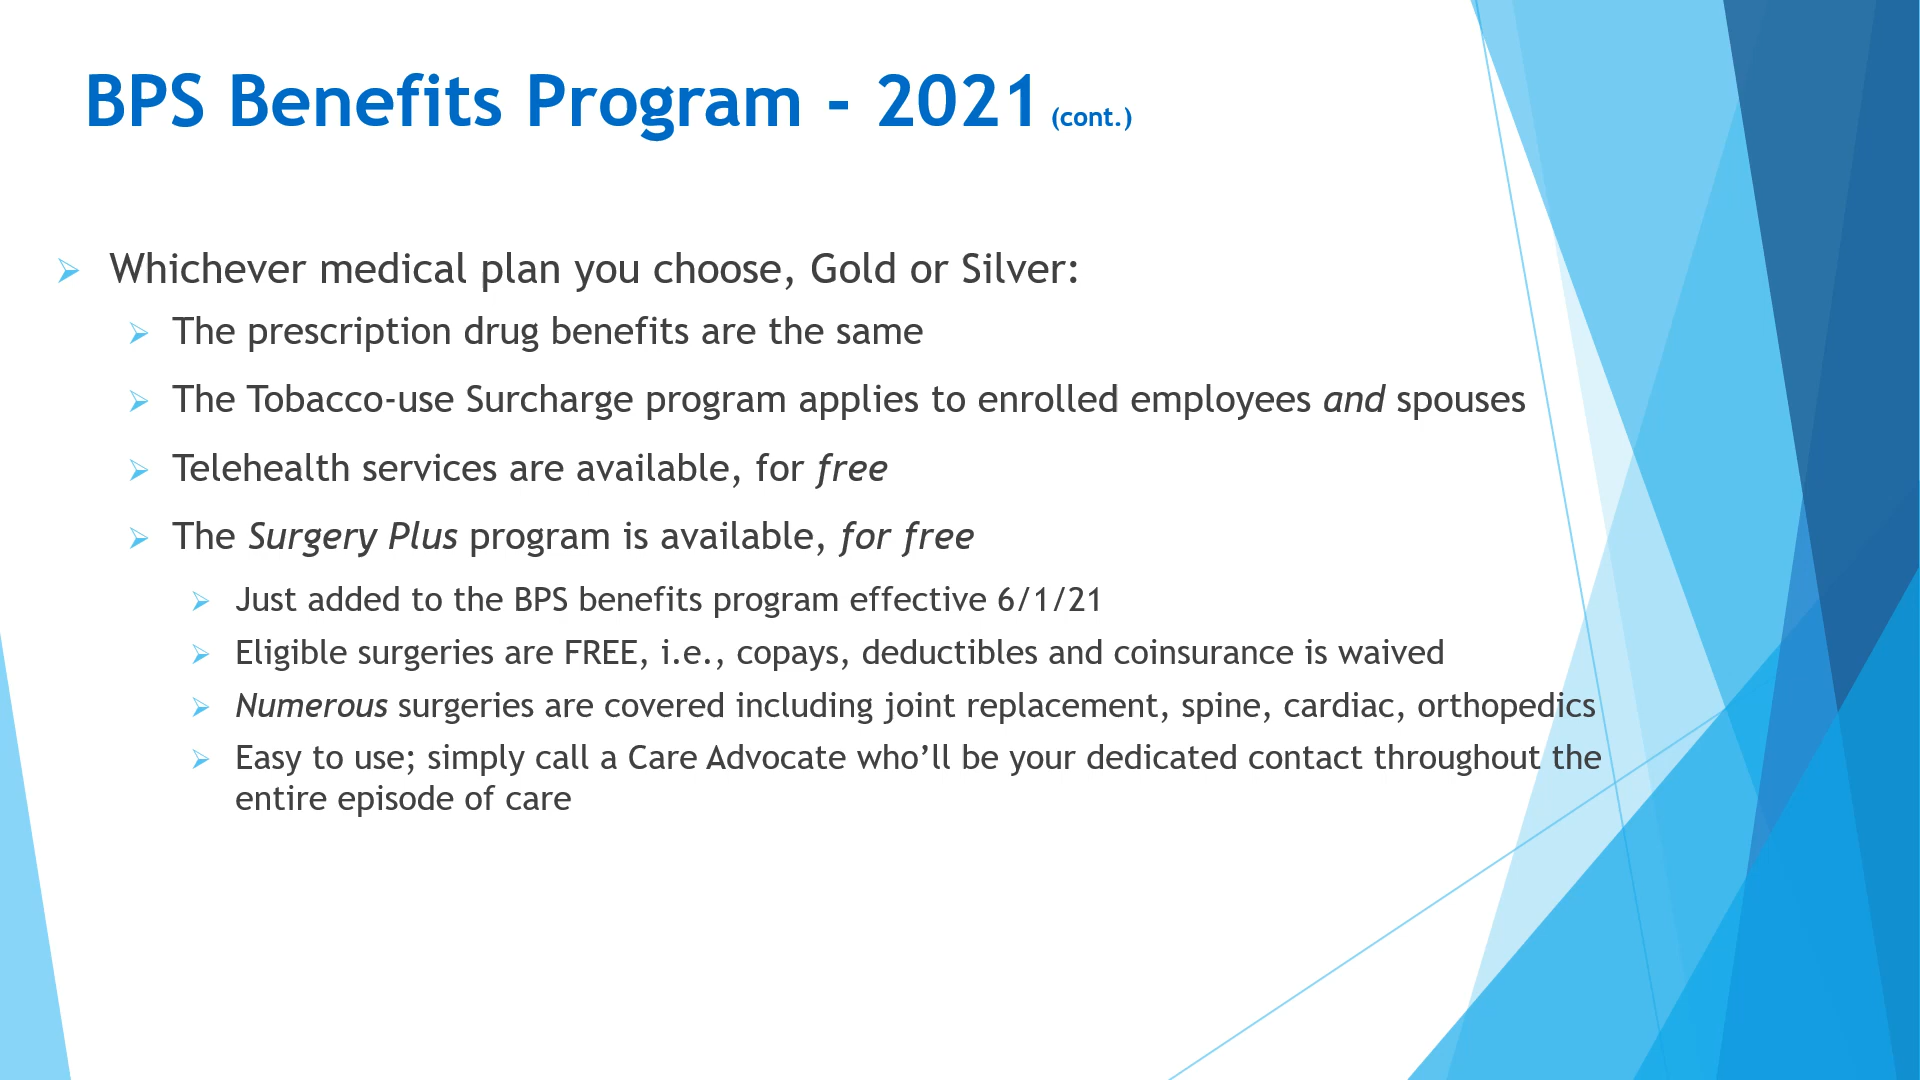 BPS Benefits Program - 2021 (cont.)
Whichever medical plan you choose, Gold or Silver:
The prescription drug benefits are the same
The Tobacco-use Surcharge program applies to enrolled employees and spouses
Telehealth services are available, for free
The Surgery Plus program is available, for free
Just added to the BPS benefits program effective 6/1/21
Eligible surgeries are FREE, i.e., copays, deductibles and coinsurance is waived
Numerous surgeries are covered including joint replacement, spine, cardiac, orthopedics
Easy to use; simply call a Care Advocate who’ll be your dedicated contact throughout the
entire episode of care